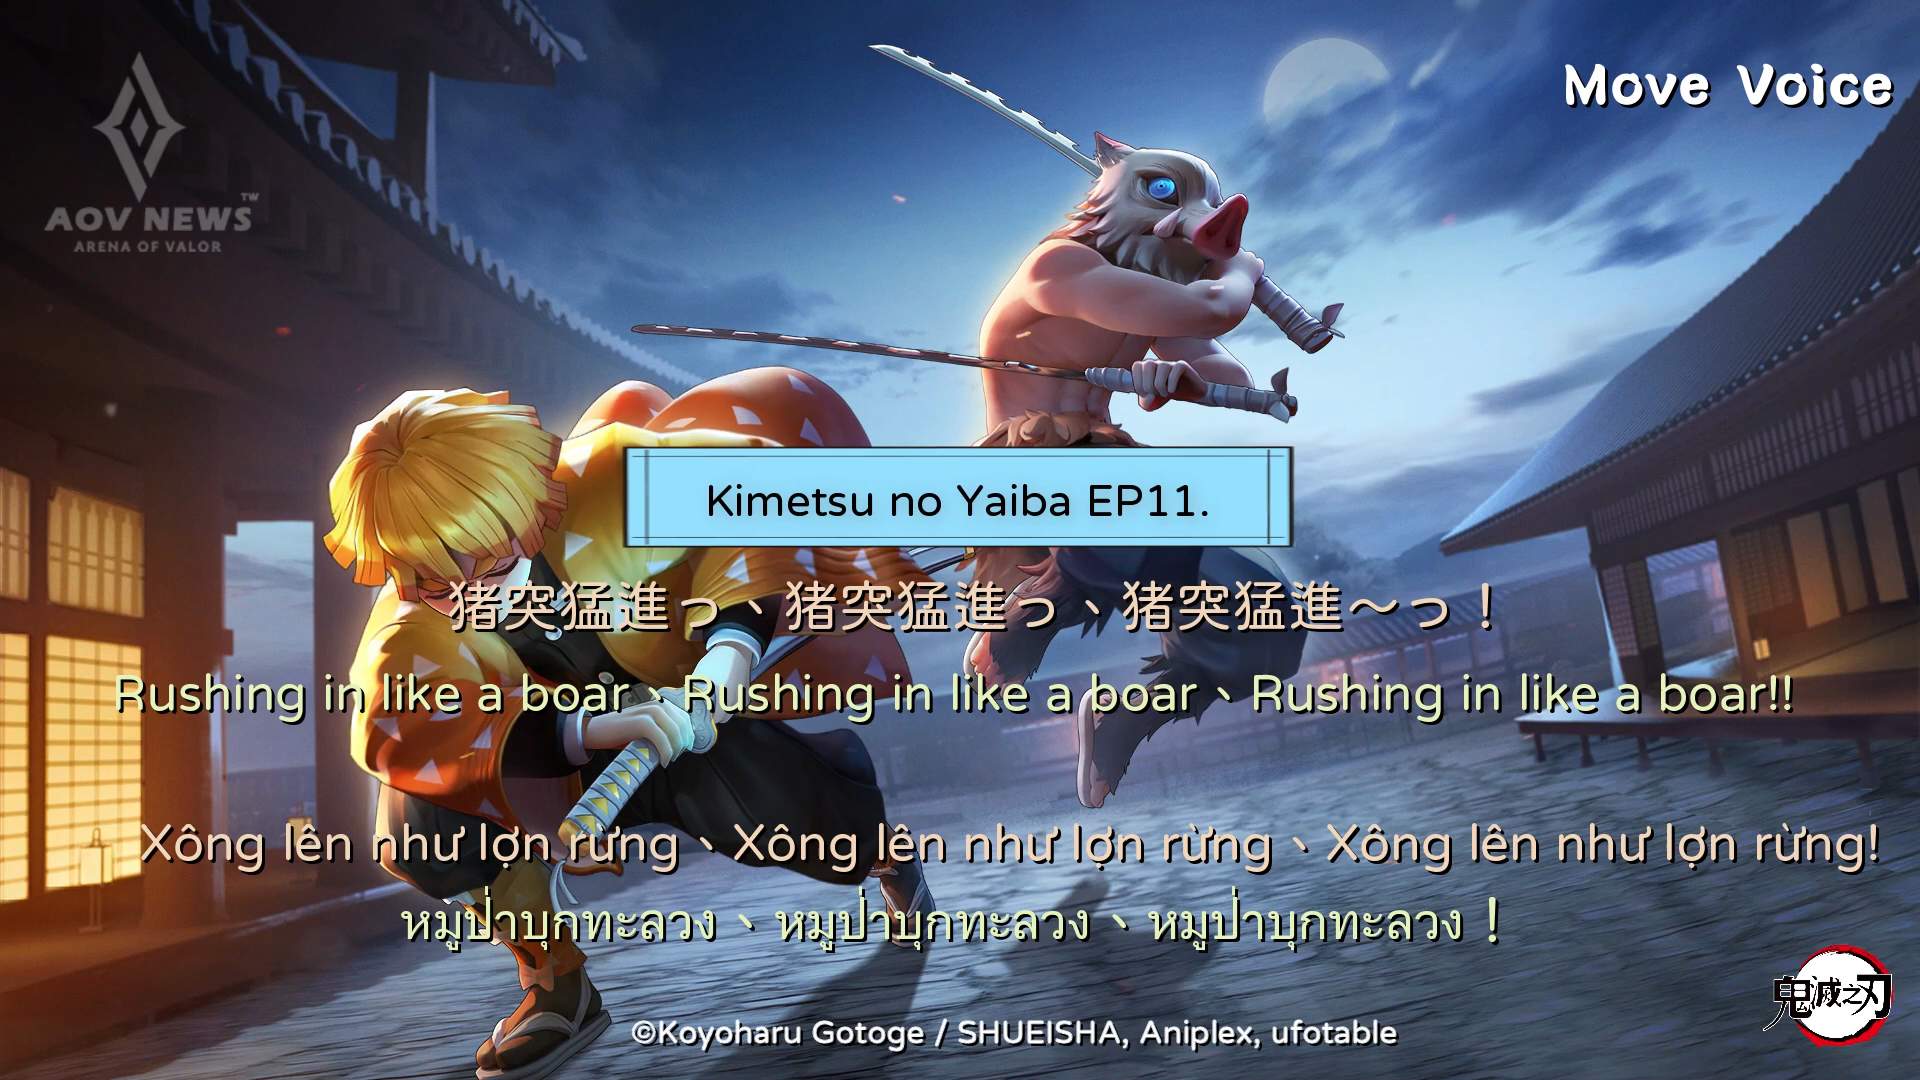 AOV NEWS TW
ARENA OF VALOR
Move Voice
Kimetsu no Yaiba EP11.
猪突猛進っ、猪突猛進っ、猪突猛進～っ！
Rushing in like a boar、Rushing in like a boar、Rushing in like a boar!!
Xông lên như lợn rừng、Xông lên như lợn rừng、Xông lên như lợn rừng!
หมูป่าบุกทะลวง、หมูป่าบุกทะลวง、หมูป่าบุกทะลวง！
鬼滅之刃
©Koyoharu Gotoge / SHUEISHA, Aniplex, ufotable